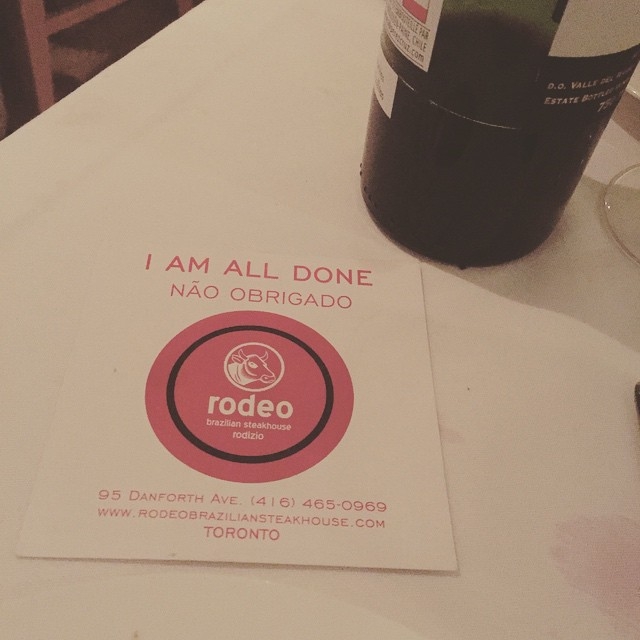 CHILE
D.O. VALLE DEL
ESTATE BOTTLED
I AM ALL DONE
NÃO OBRIGADO
rodeo
brazilian steakhouse
rodizio
95 DANFORTH AVE. (416) 465-0969
WWW.RODEOBRAZILIANSTEAKHOUSE.COM
TORONTO